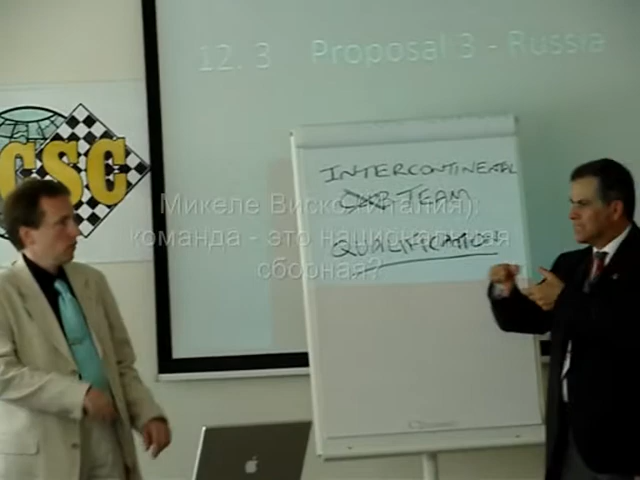 12. 3 Proposal 3 - Russia
CSC
INTERCONTINENTAL
TEAM
QUALIFICATION
Микеле Виско (Италия):
команда - это национальная
сборная?